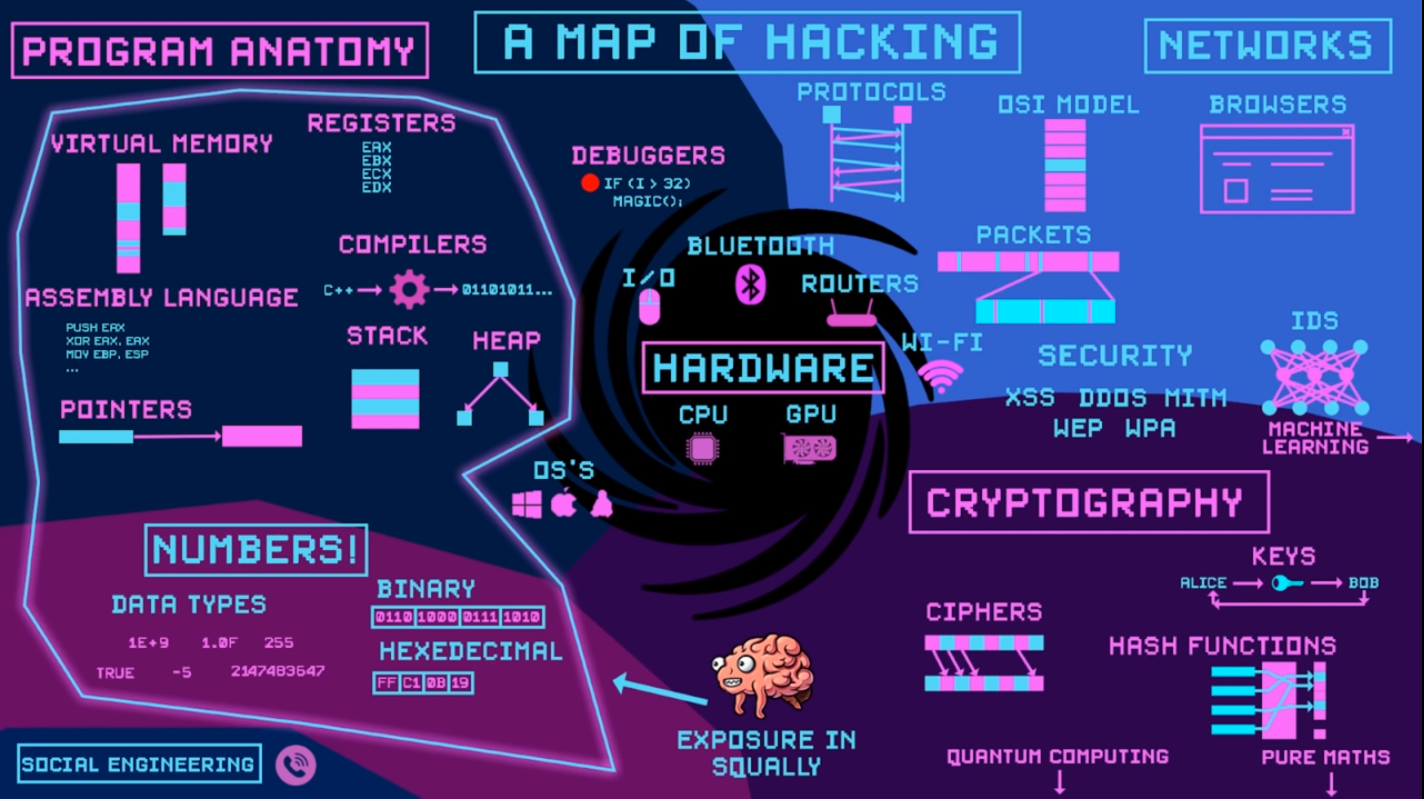 A MAP OF HACKING
PROGRAM ANATOMY
VIRTUAL MEMORY
REGISTERS
EAX
EBX
ECX
EDX
COMPILERS
C++
01101011...
ASSEMBLY LANGUAGE
PUSH EAX
XOR EAX, EAX
MOV EBP, ESP
...
STACK
HEAP
POINTERS
DEBUGGERS
IF (I > 32)
MAGIC();
OS'S
NUMBERS!
DATA TYPES
1E+9 1.0F 255
TRUE -5 2147483647
BINARY
0110 1000 0111 1010
HEXEDECIMAL
FF C1 0B 19
SOCIAL ENGINEERING
HARDWARE
I/O
BLUETOOTH
ROUTERS
WI-FI
CPU
GPU
EXPOSURE IN
SQUALLY
NETWORKS
PROTOCOLS
OSI MODEL
BROWSERS
PACKETS
SECURITY
XSS DDOS MITM
WEP WPA
IDS
MACHINE
LEARNING
CRYPTOGRAPHY
KEYS
ALICE
BOB
CIPHERS
HASH FUNCTIONS
QUANTUM COMPUTING
PURE MATHS